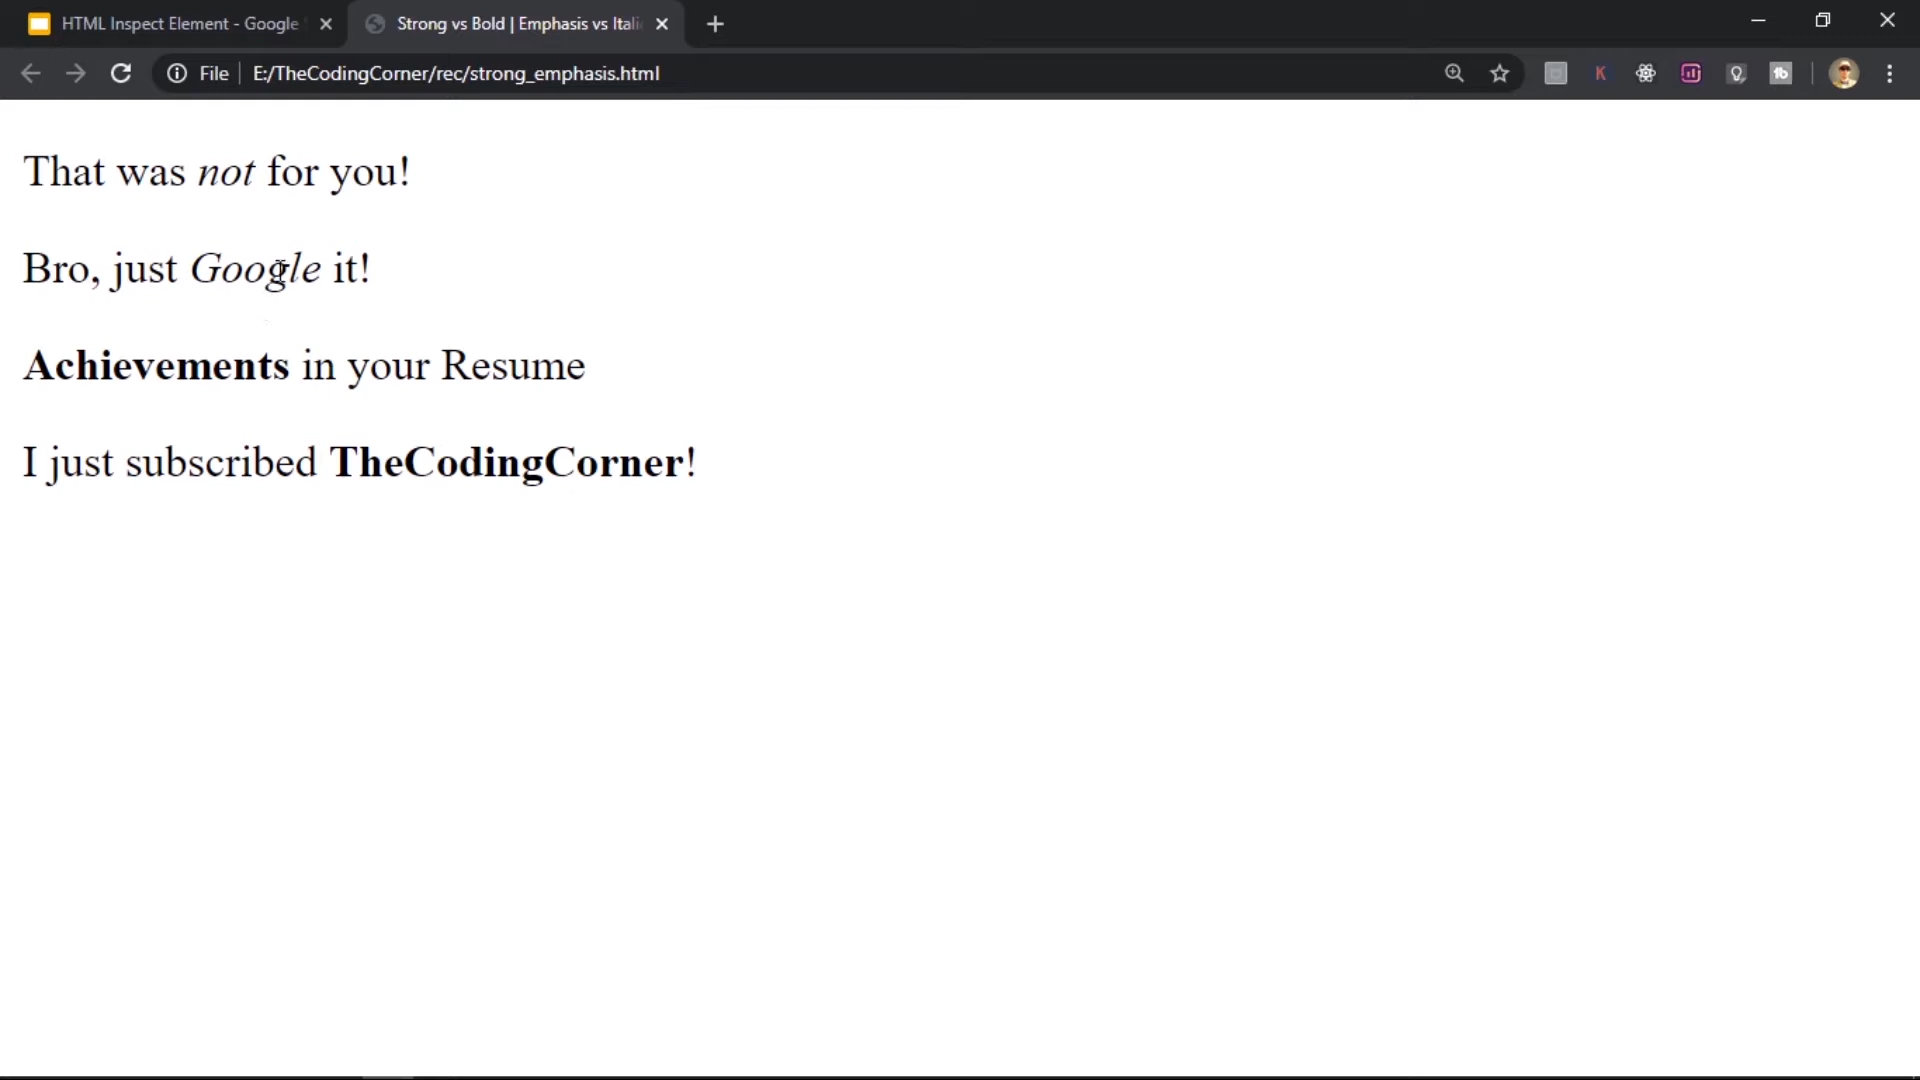 HTML Inspect Element - Google
Strong vs Bold | Emphasis vs Itali
File
E:/TheCodingCorner/rec/strong_emphasis.html
K
tb
That was not for you!
Bro, just Google it!
Achievements in your Resume
I just subscribed TheCodingCorner!